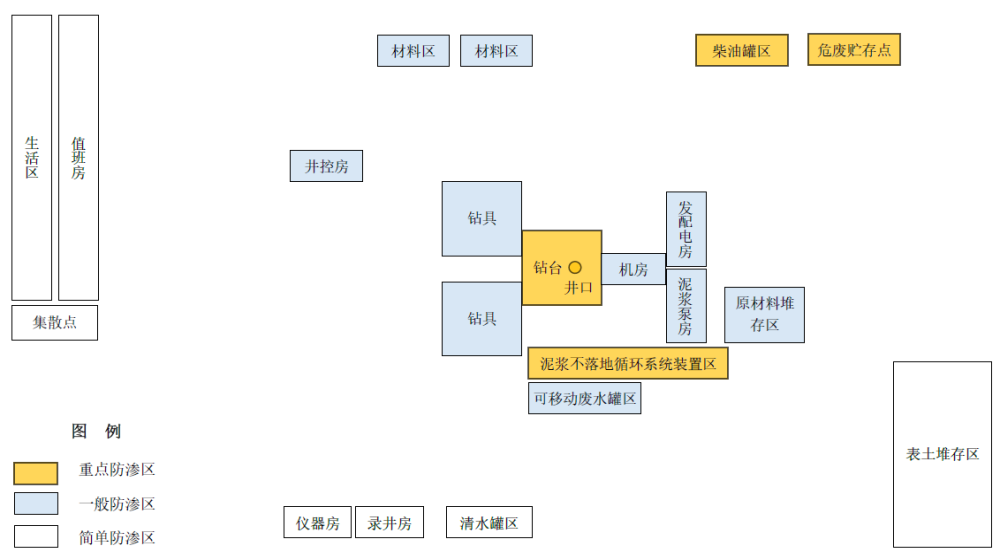 材料区
材料区
柴油罐区
危废贮存点
生活区
值班房
井控房
钻具
发配电房
钻台
井口
机房
泥浆泵房
钻具
原材料堆
存区
集散点
泥浆不落地循环系统装置区
可移动废水罐区
表土堆存区
图 例
重点防渗区
一般防渗区
简单防渗区
仪器房
录井房
清水罐区